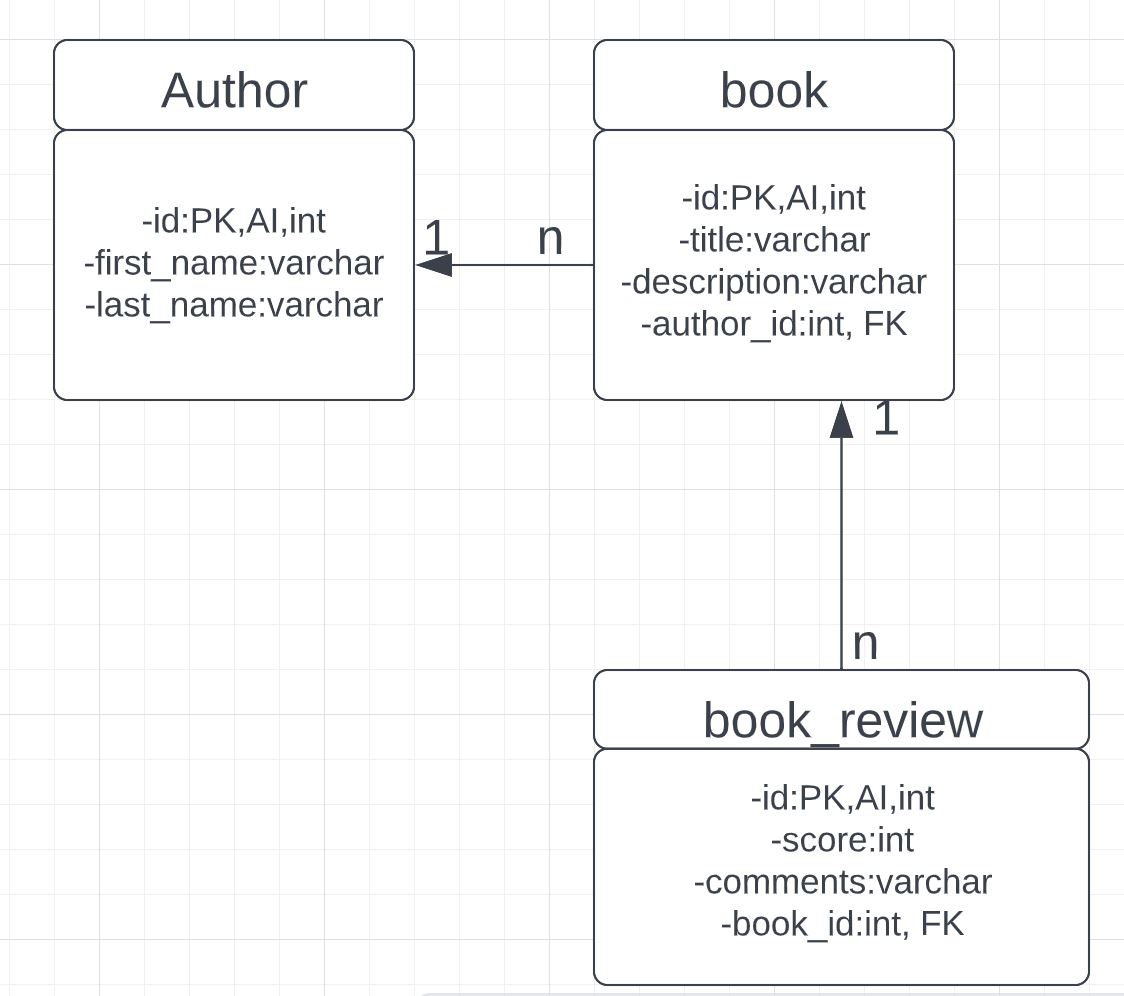 Author
-id:PK,AI,int
-first_name:varchar
-last_name:varchar
1
n
book
-id:PK,AI,int
-title:varchar
-description:varchar
-author_id:int, FK
1
n
book_review
-id:PK,AI,int
-score:int
-comments:varchar
-book_id:int, FK